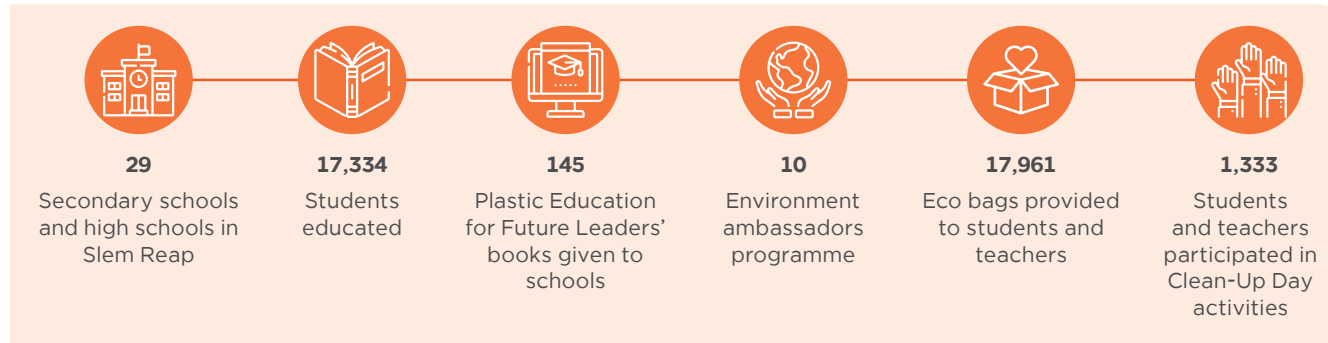 29
Secondary schools
and high schools in
Slem Reap
17,334
Students
educated
145
Plastic Education
for Future Leaders’
books given to
schools
10
Environment
ambassadors
programme
17,961
Eco bags provided
to students and
teachers
1,333
Students
and teachers
participated in
Clean-Up Day
activities